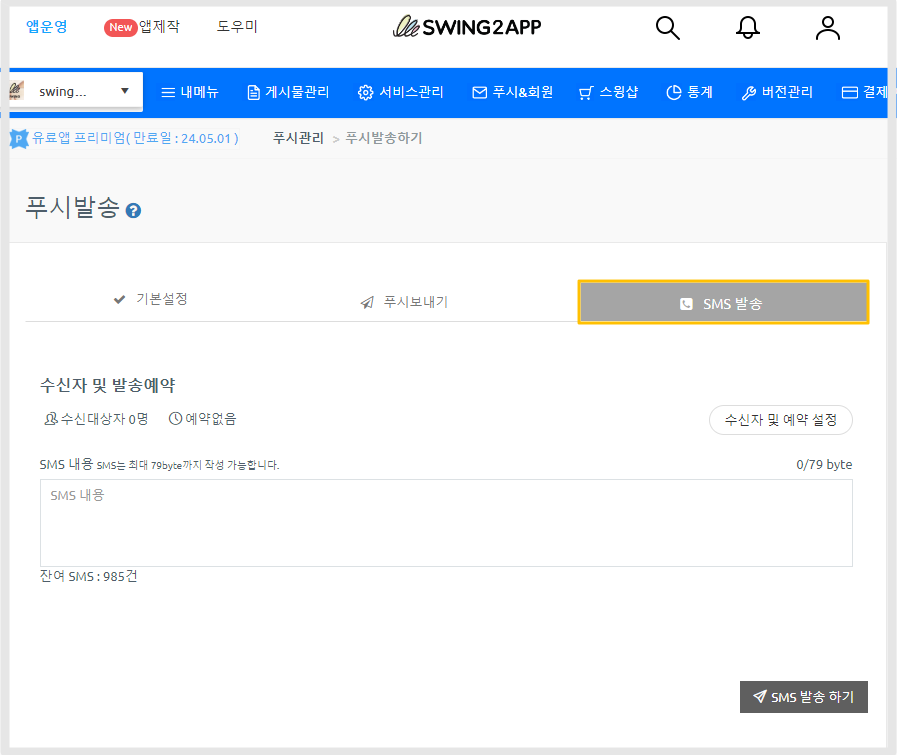 앱운영 New 앱제작 도우미 SWING2APP
swing... ▼ 내메뉴 게시물관리 서비스관리 푸시&회원 스윙샵 통계 버전관리 결제
P 유료앱 프리미엄( 만료일 : 24.05.01 ) 푸시관리 > 푸시발송하기
푸시발송 ?
기본설정 푸시보내기 SMS 발송
수신자 및 발송예약
수신대상자 0명 예약없음 수신자 및 예약 설정
SMS 내용 SMS는 최대 79byte까지 작성 가능합니다. 0/79 byte
SMS 내용
잔여 SMS : 985건
SMS 발송 하기